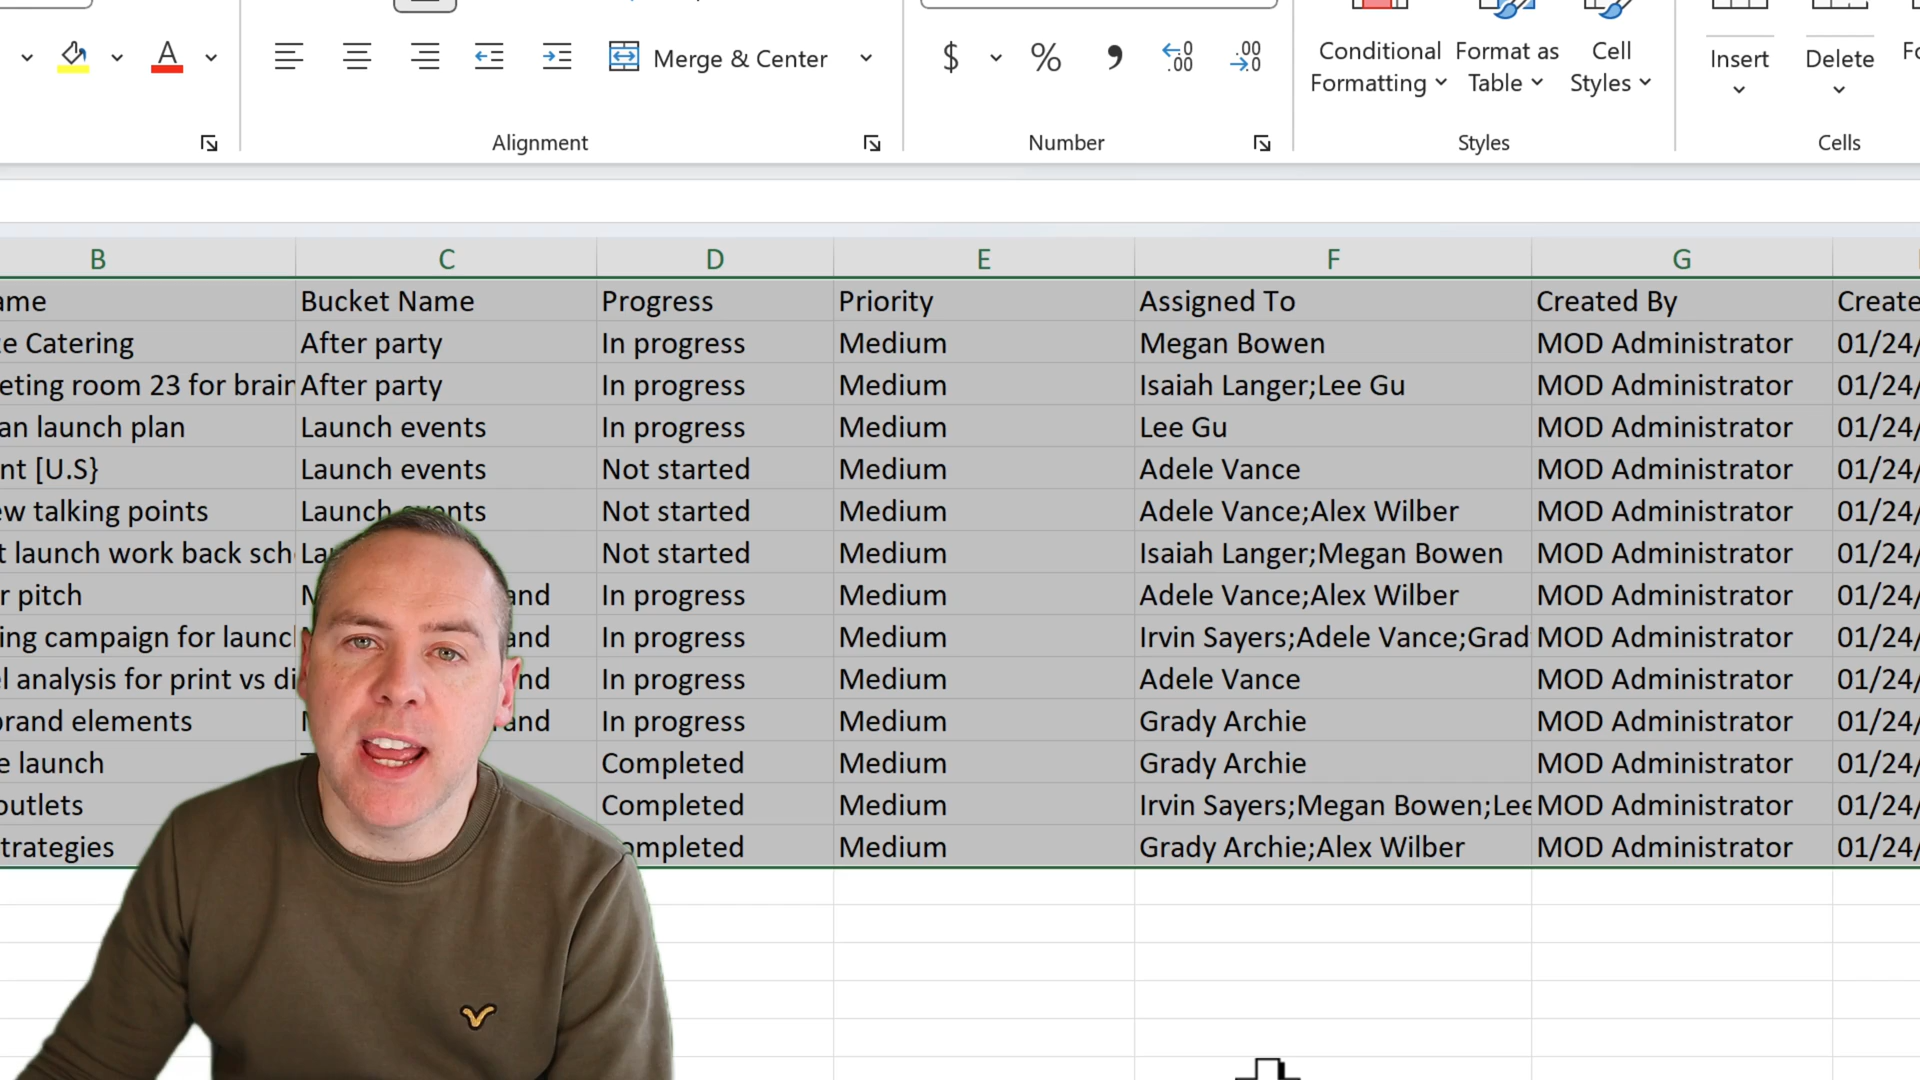 A
Merge & Center
$ % , .00 .00
Conditional Formatting
Format as Table
Cell Styles
Insert
Delete
Alignment
Number
Styles
Cells
B C D E F G
ame Bucket Name Progress Priority Assigned To Created By Create
e Catering After party In progress Medium Megan Bowen MOD Administrator 01/24/
eting room 23 for brain After party In progress Medium Isaiah Langer;Lee Gu MOD Administrator 01/24/
an launch plan Launch events In progress Medium Lee Gu MOD Administrator 01/24/
nt [U.S} Launch events Not started Medium Adele Vance MOD Administrator 01/24/
ew talking points Launch events Not started Medium Adele Vance;Alex Wilber MOD Administrator 01/24/
t launch work back sch La Not started Medium Isaiah Langer;Megan Bowen MOD Administrator 01/24/
r pitch and In progress Medium Adele Vance;Alex Wilber MOD Administrator 01/24/
ing campaign for launc and In progress Medium Irvin Sayers;Adele Vance;Grad MOD Administrator 01/24/
l analysis for print vs di nd In progress Medium Adele Vance MOD Administrator 01/24/
brand elements and In progress Medium Grady Archie MOD Administrator 01/24/
e launch Completed Medium Grady Archie MOD Administrator 01/24/
outlets Completed Medium Irvin Sayers;Megan Bowen;Lee MOD Administrator 01/24/
trategies ompleted Medium Grady Archie;Alex Wilber MOD Administrator 01/24/